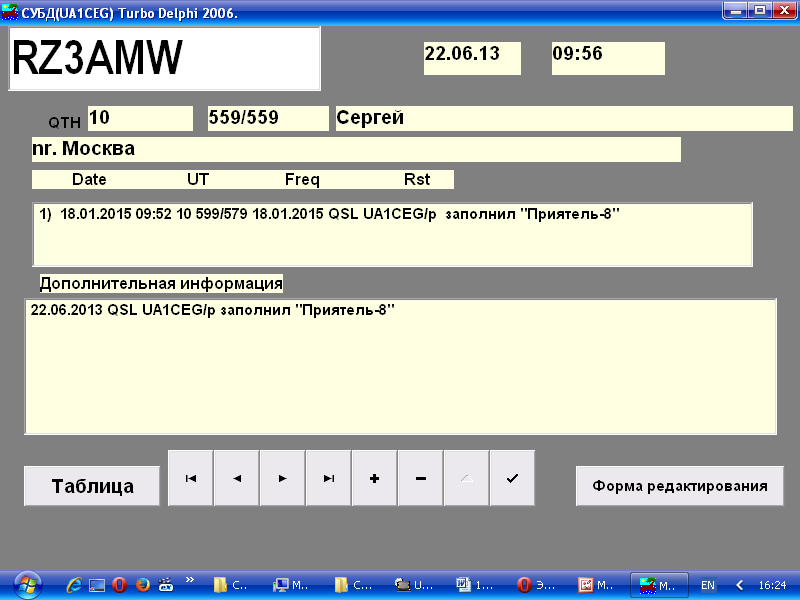 СУБД(UA1CEG) Turbo Delphi 2006.
RZ3AMW
22.06.13 09:56
QTH 10 559/559 Сергей
nr. Москва
Date UT Freq Rst
1) 18.01.2015 09:52 10 599/579 18.01.2015 QSL UA1CEG/p заполнил "Приятель-8"
Дополнительная информация
22.06.2013 QSL UA1CEG/p заполнил "Приятель-8"
Таблица
Форма редактирования
С.. М.. С... U... 1... Э... М.. М.. EN 16:24